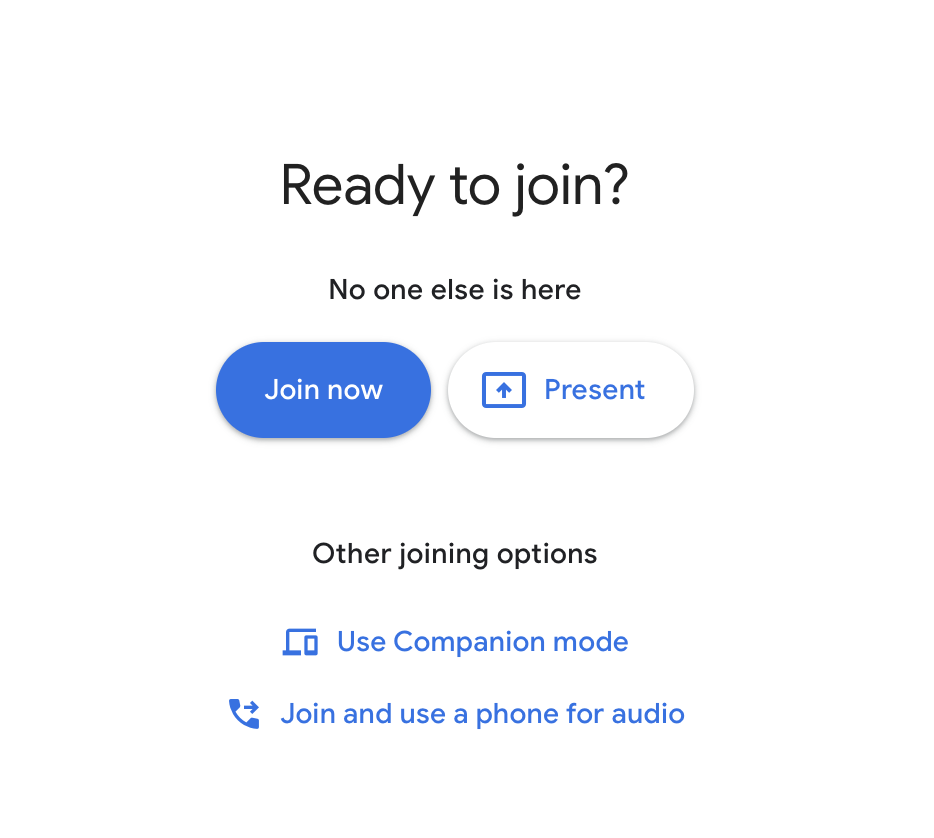 Ready to join?
No one else is here
Join now
Present
Other joining options
Use Companion mode
Join and use a phone for audio